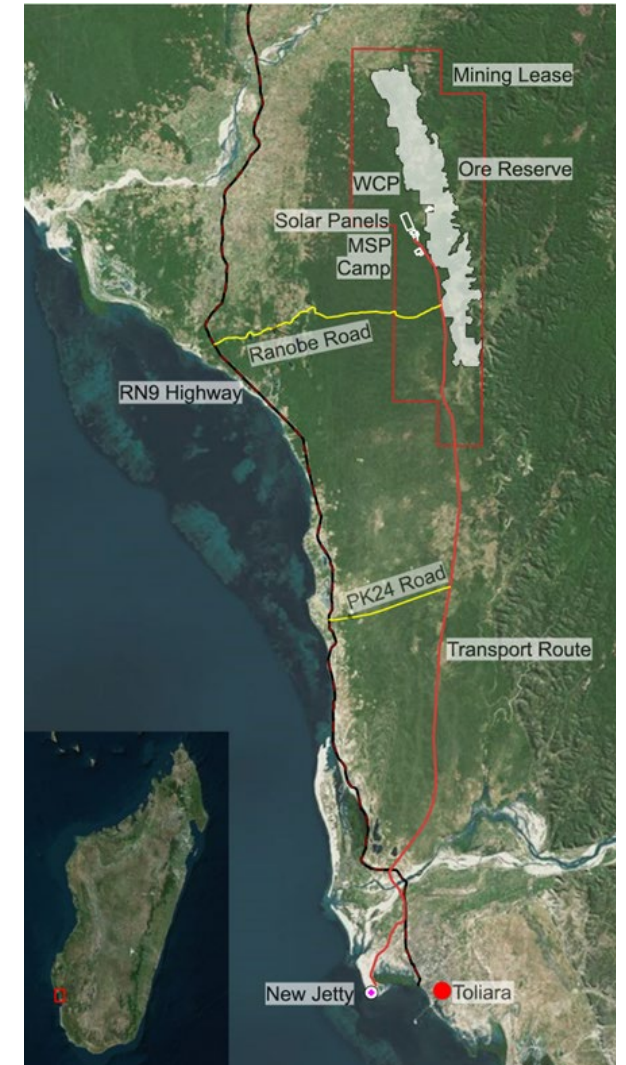 Mining Lease
Ore Reserve
WCP
Solar Panels
MSP
Camp
Ranobe Road
RN9 Highway
PK24 Road
Transport Route
New Jetty
Toliara